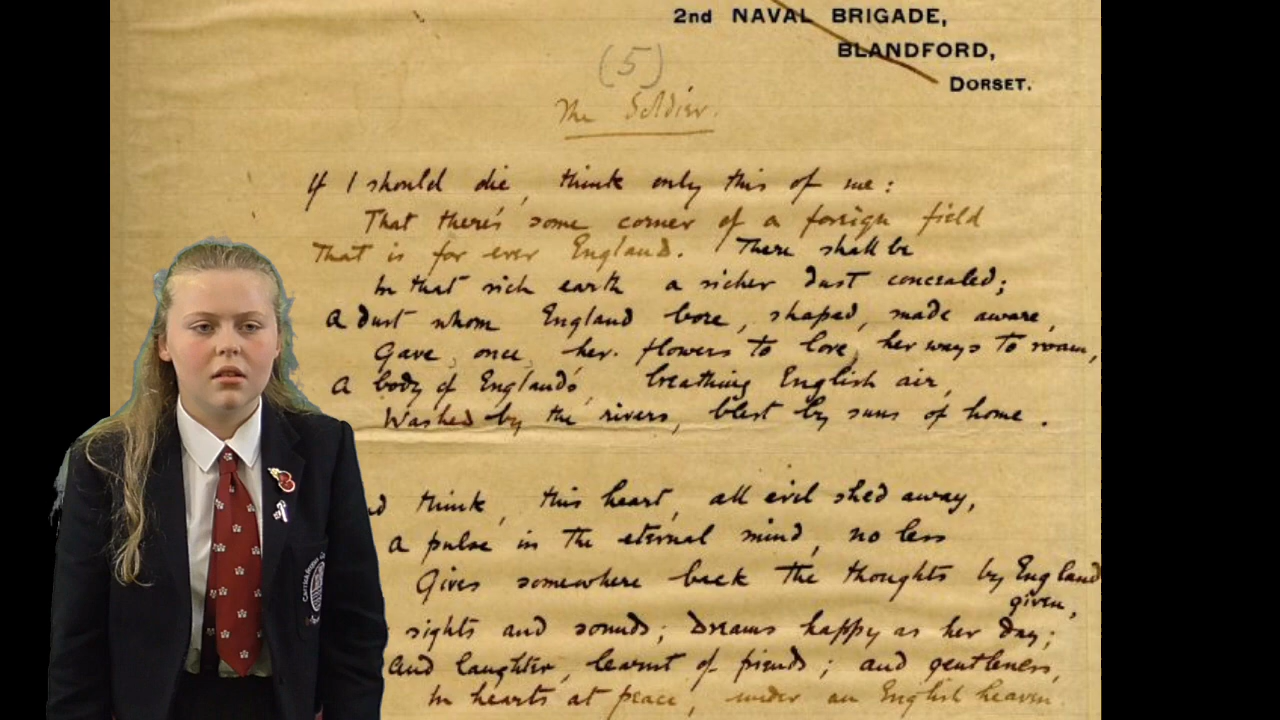 2nd NAVAL BRIGADE,
BLANDFORD,
DORSET.
(5)
The Soldier.
If I should die, think only this of me:
That there's some corner of a foreign field
That is for ever England. There shall be
In that rich earth a richer dust concealed;
A dust whom England bore, shaped, made aware,
Gave, once, her flowers to love, her ways to roam,
A body of England's breathing English air,
Washed by the rivers, blest by suns of home.
think, this heart, all evil shed away,
A pulse in the eternal mind, no less
Gives somewhere back the thoughts by England
given,
sights and sounds; dreams happy as her day;
And laughter, learnt of friends; and gentleness,
In hearts at peace, under an English heaven.